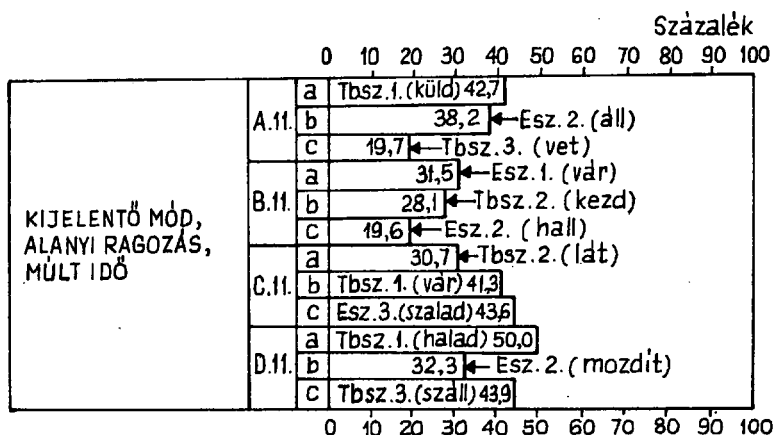 Százalék
0 10 20 30 40 50 60 70 80 90 100
KIJELENTŐ MÓD,
ALANYI RAGOZÁS,
MÚLT IDŐ
A.11.
a Tbsz.1.(küld) 42,7
b 38,2 Esz.2.(áll)
c 19,7 Tbsz.3.(vet)
B.11.
a 31,5 Esz.1.(vár)
b 28,1 Tbsz.2.(kezd)
c 19,6 Esz.2.(hall)
C.11.
a 30,7 Tbsz.2.(lát)
b Tbsz.1.(vár) 41,3
c Esz.3.(szalad) 43,6
D.11.
a Tbsz.1.(halad) 50,0
b 32,3 Esz.2.(mozdít)
c Tbsz.3.(száll) 43,9
0 10 20 30 40 50 60 70 80 90 100